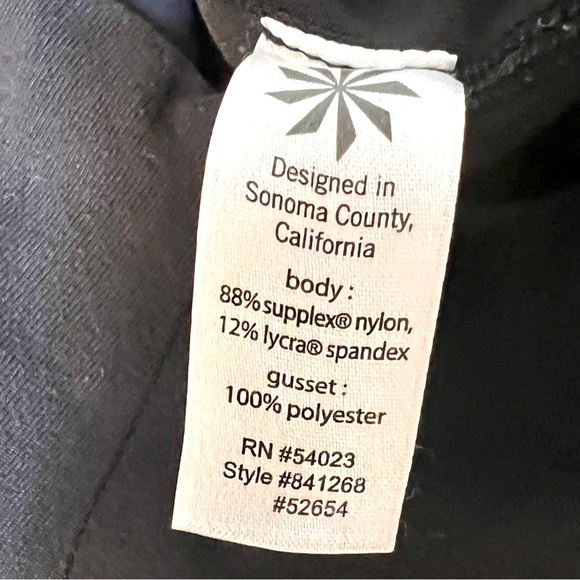 Designed in
Sonoma County,
California
body :
88% supplex® nylon,
12% lycra® spandex
gusset :
100% polyester
RN #54023
Style #841268
#52654